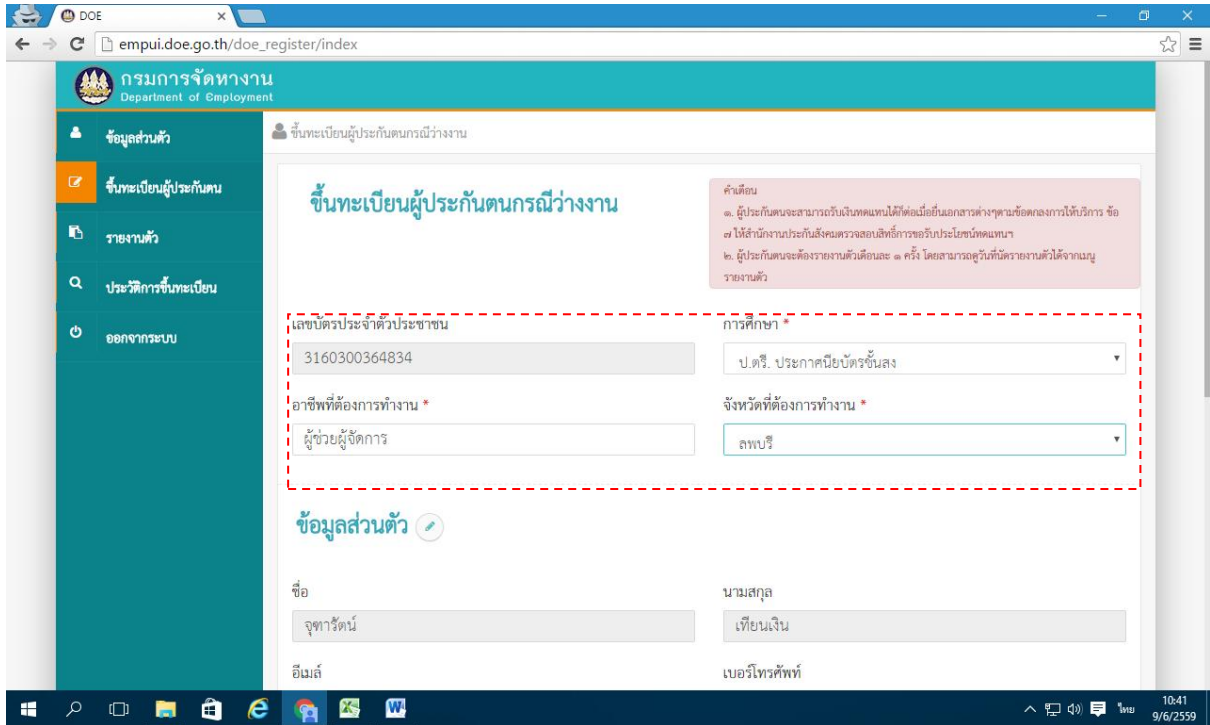 DOE
empui.doe.go.th/doe_register/index
กรมการจัดหางาน
Department of Employment
ข้อมูลส่วนตัว
ขึ้นทะเบียนผู้ประกันตน
รายงานตัว
ประวัติการขึ้นทะเบียน
ออกจากระบบ
ขึ้นทะเบียนผู้ประกันตนกรณีว่างงาน
ขึ้นทะเบียนผู้ประกันตนกรณีว่างงาน
คำเตือน
๑. ผู้ประกันตนจะสามารถรับเงินทดแทนได้ก็ต่อเมื่อยื่นเอกสารต่างๆตามข้อตกลงการให้บริการ ข้อ
๗ ให้สำนักงานประกันสังคมตรวจสอบสิทธิ์การขอรับประโยชน์ทดแทนฯ
๒. ผู้ประกันตนจะต้องรายงานตัวเดือนละ ๑ ครั้ง โดยสามารถดูวันที่นัดรายงานตัวได้จากเมนู
รายงานตัว
เลขบัตรประจำตัวประชาชน
3160300364834
การศึกษา *
ป.ตรี. ประกาศนียบัตรชั้นสง
อาชีพที่ต้องการทำงาน *
ผู้ช่วยผู้จัดการ
จังหวัดที่ต้องการทำงาน *
ลพบรี
ข้อมูลส่วนตัว
ชื่อ
จุฑารัตน์
นามสกุล
เทียนเงิน
อีเมล์
เบอร์โทรศัพท์
ไทย
10:41
9/6/2559